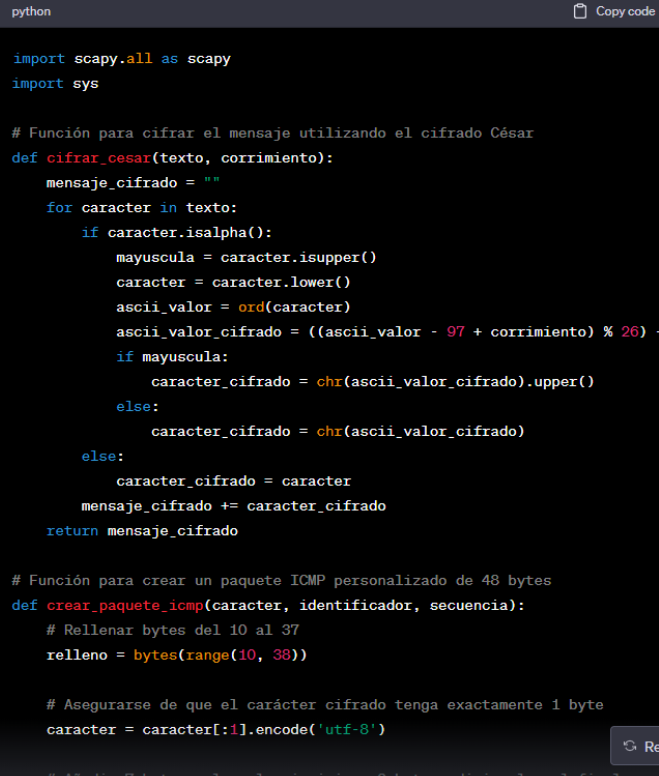 python
Copy code
import scapy.all as scapy
import sys
# Función para cifrar el mensaje utilizando el cifrado César
def cifrar_cesar(texto, corrimiento):
mensaje_cifrado = ""
for caracter in texto:
if caracter.isalpha():
mayuscula = caracter.isupper()
caracter = caracter.lower()
ascii_valor = ord(caracter)
ascii_valor_cifrado = ((ascii_valor - 97 + corrimiento) % 26)
if mayuscula:
caracter_cifrado = chr(ascii_valor_cifrado).upper()
else:
caracter_cifrado = chr(ascii_valor_cifrado)
else:
caracter_cifrado = caracter
mensaje_cifrado += caracter_cifrado
return mensaje_cifrado
# Función para crear un paquete ICMP personalizado de 48 bytes
def crear_paquete_icmp(caracter, identificador, secuencia):
# Rellenar bytes del 10 al 37
relleno = bytes(range(10, 38))
# Asegurarse de que el carácter cifrado tenga exactamente 1 byte
caracter = caracter[:1].encode('utf-8')
Re